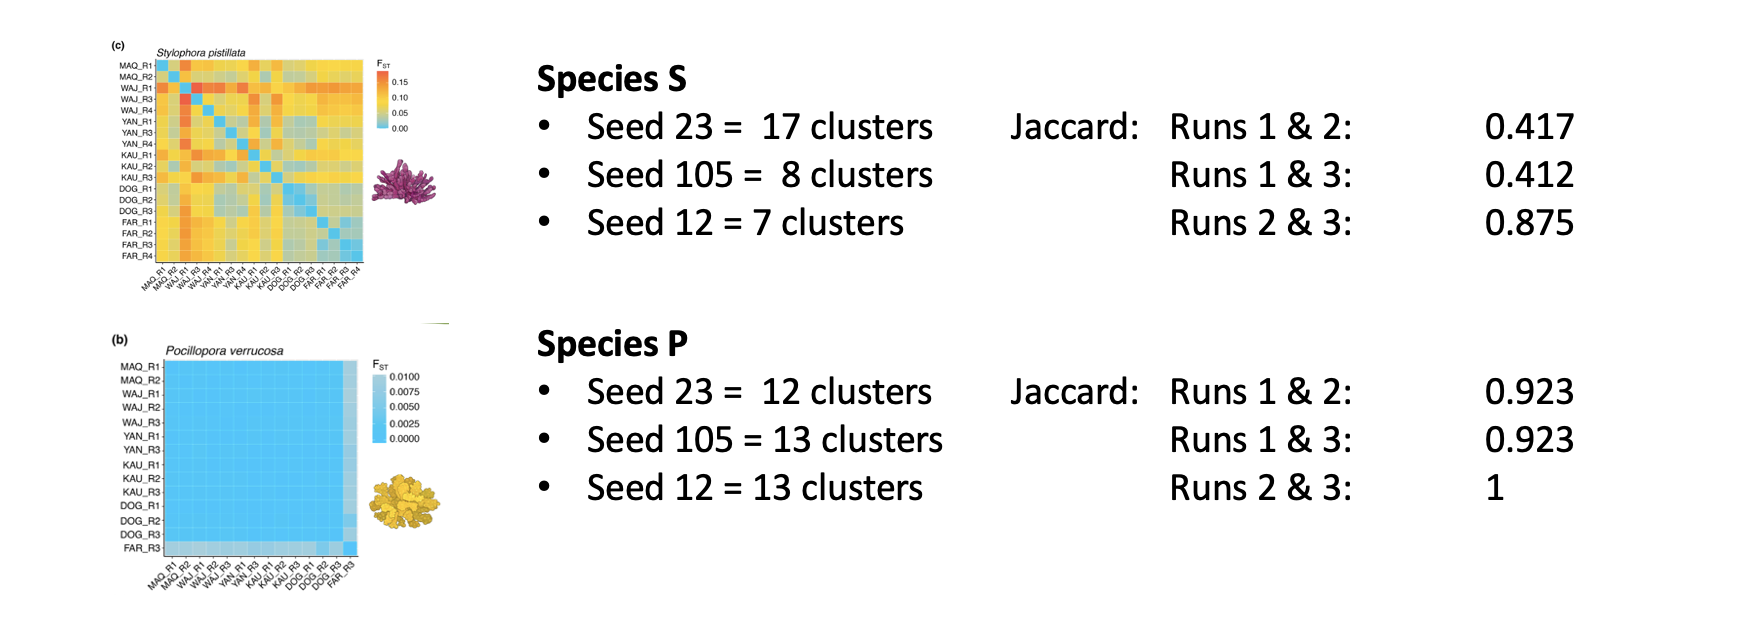 (c)
Stylophora pistillata
MAQ_R1
MAQ_R2
WAJ_R1
WAJ_R3
WAJ_R4
YAN_R1
YAN_R3
YAN_R4
KAU_R1
KAU_R2
KAU_R3
DOG_R1
DOG_R2
DOG_R3
FAR_R1
FAR_R2
FAR_R3
FAR_R4
MAQ_R1
MAQ_R2
WAJ_R1
WAJ_R3
WAJ_R4
YAN_R1
YAN_R3
YAN_R4
KAU_R1
KAU_R2
KAU_R3
DOG_R1
DOG_R2
DOG_R3
FAR_R1
FAR_R2
FAR_R3
FAR_R4
FST
0.15
0.10
0.05
0.00
Species S
• Seed 23 = 17 clusters Jaccard: Runs 1 & 2: 0.417
• Seed 105 = 8 clusters Runs 1 & 3: 0.412
• Seed 12 = 7 clusters Runs 2 & 3: 0.875
(b)
Pocillopora verrucosa
MAQ_R1
MAQ_R2
WAJ_R1
WAJ_R2
WAJ_R3
YAN_R1
YAN_R3
KAU_R1
KAU_R2
KAU_R3
DOG_R1
DOG_R2
DOG_R3
FAR_R3
MAQ_R1
MAQ_R2
WAJ_R1
WAJ_R2
WAJ_R3
YAN_R1
YAN_R3
KAU_R1
KAU_R2
KAU_R3
DOG_R1
DOG_R2
DOG_R3
FAR_R3
FST
0.0100
0.0075
0.0050
0.0025
0.0000
Species P
• Seed 23 = 12 clusters Jaccard: Runs 1 & 2: 0.923
• Seed 105 = 13 clusters Runs 1 & 3: 0.923
• Seed 12 = 13 clusters Runs 2 & 3: 1